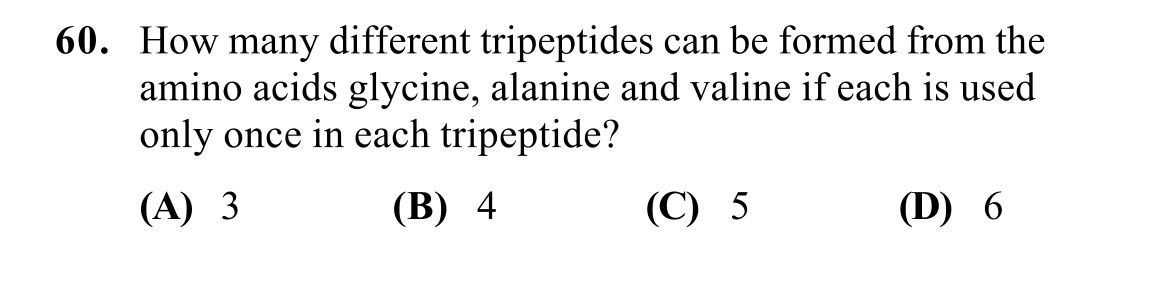 60. How many different tripeptides can be formed from the
amino acids glycine, alanine and valine if each is used
only once in each tripeptide?
(A) 3 (B) 4 (C) 5 (D) 6